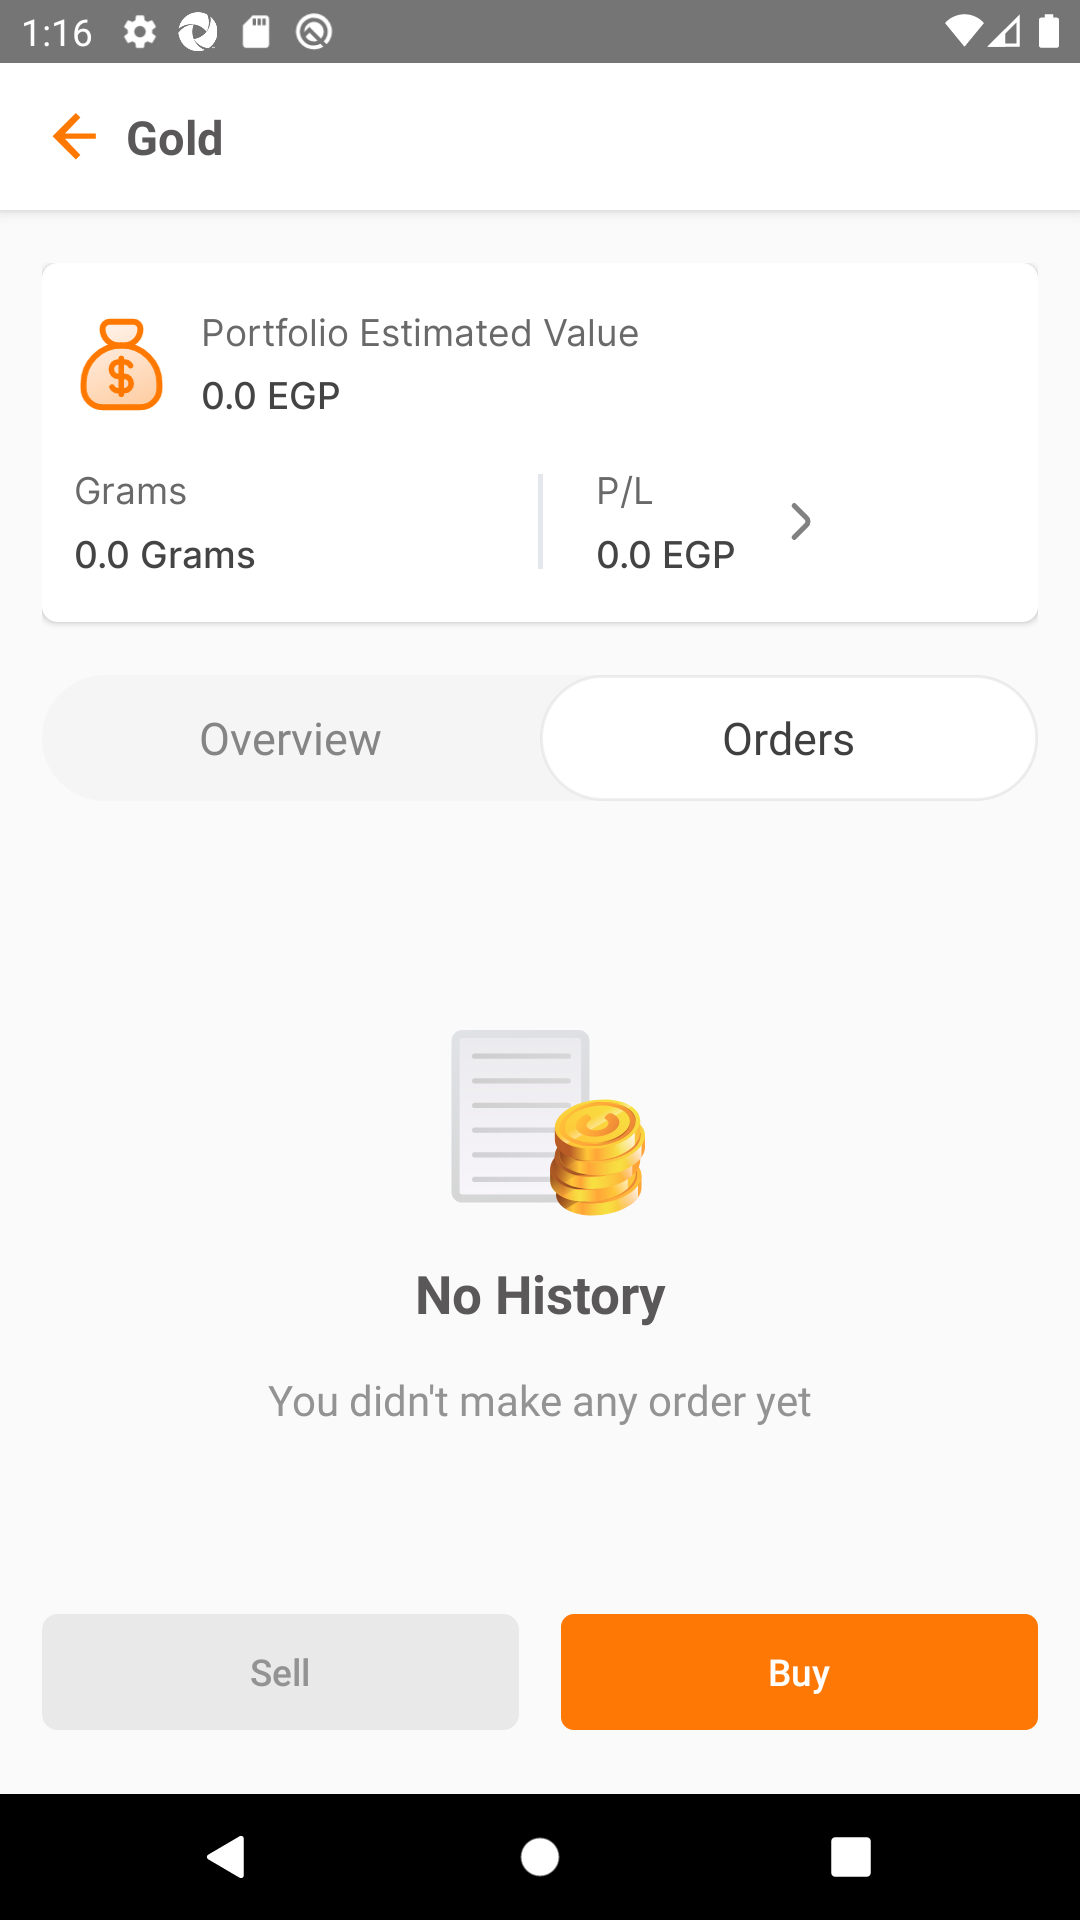 1:16
Gold
Portfolio Estimated Value
0.0 EGP
Grams
P/L
0.0 Grams
0.0 EGP
Overview
Orders
No History
You didn't make any order yet
Sell
Buy